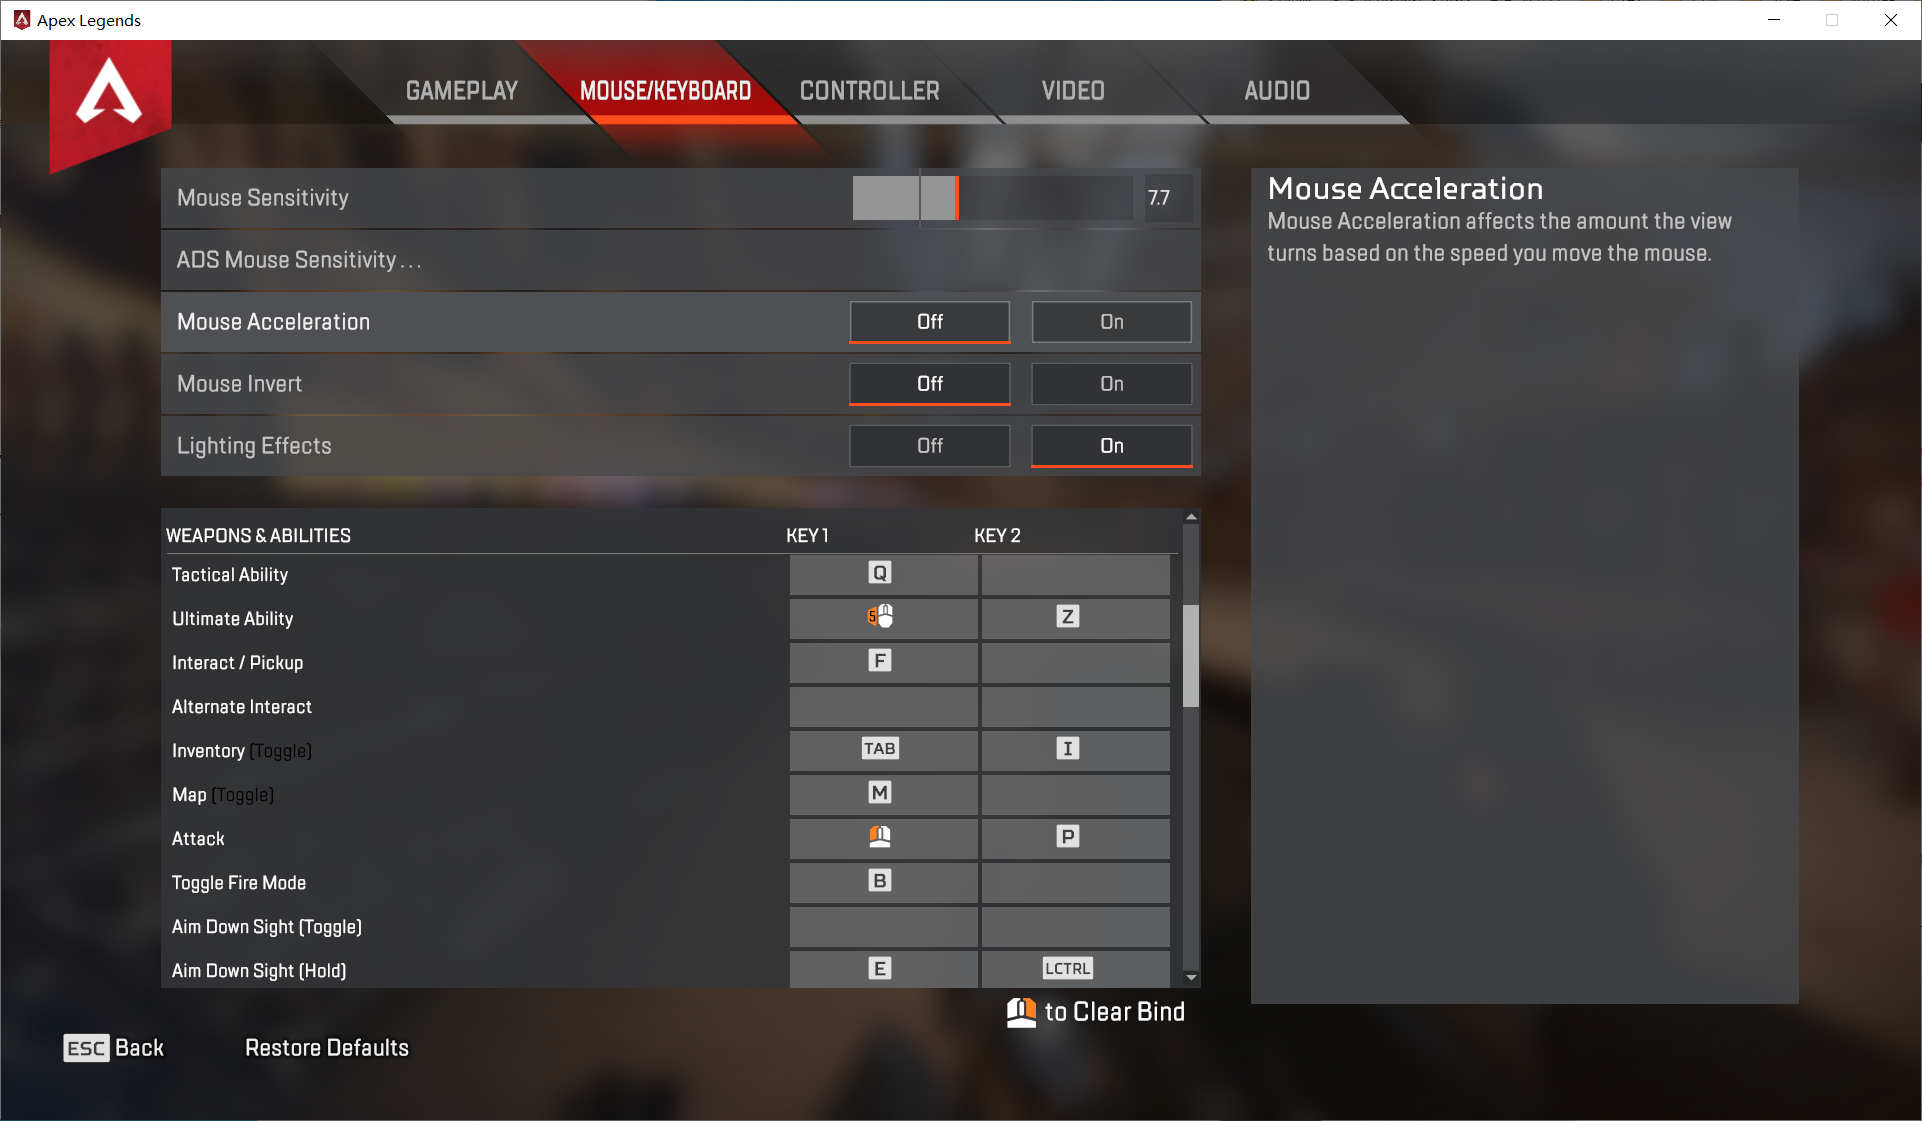 Apex Legends
GAMEPLAY
MOUSE/KEYBOARD
CONTROLLER
VIDEO
AUDIO
Mouse Sensitivity
7.7
ADS Mouse Sensitivity...
Mouse Acceleration
Off
On
Mouse Invert
Off
On
Lighting Effects
Off
On
Mouse Acceleration
Mouse Acceleration affects the amount the view
turns based on the speed you move the mouse.
WEAPONS & ABILITIES
KEY 1
KEY 2
Tactical Ability
Q
Ultimate Ability
5
Z
Interact / Pickup
F
Alternate Interact
Inventory (Toggle)
TAB
I
Map (Toggle)
M
Attack
P
Toggle Fire Mode
B
Aim Down Sight (Toggle)
Aim Down Sight (Hold)
E
LCTRL
to Clear Bind
ESC Back
Restore Defaults